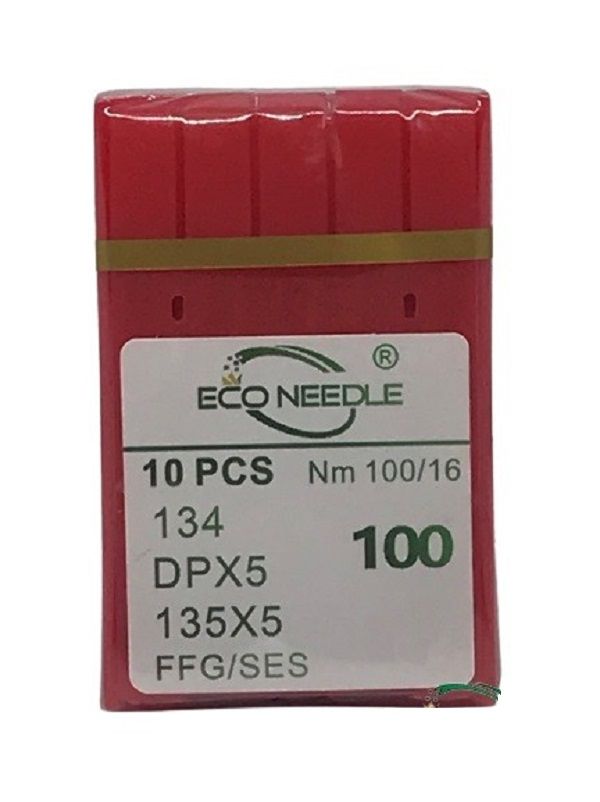 ®
ECO NEEDLE
10 PCS Nm 100/16
134
100
DPX5
135X5
FFG/SES